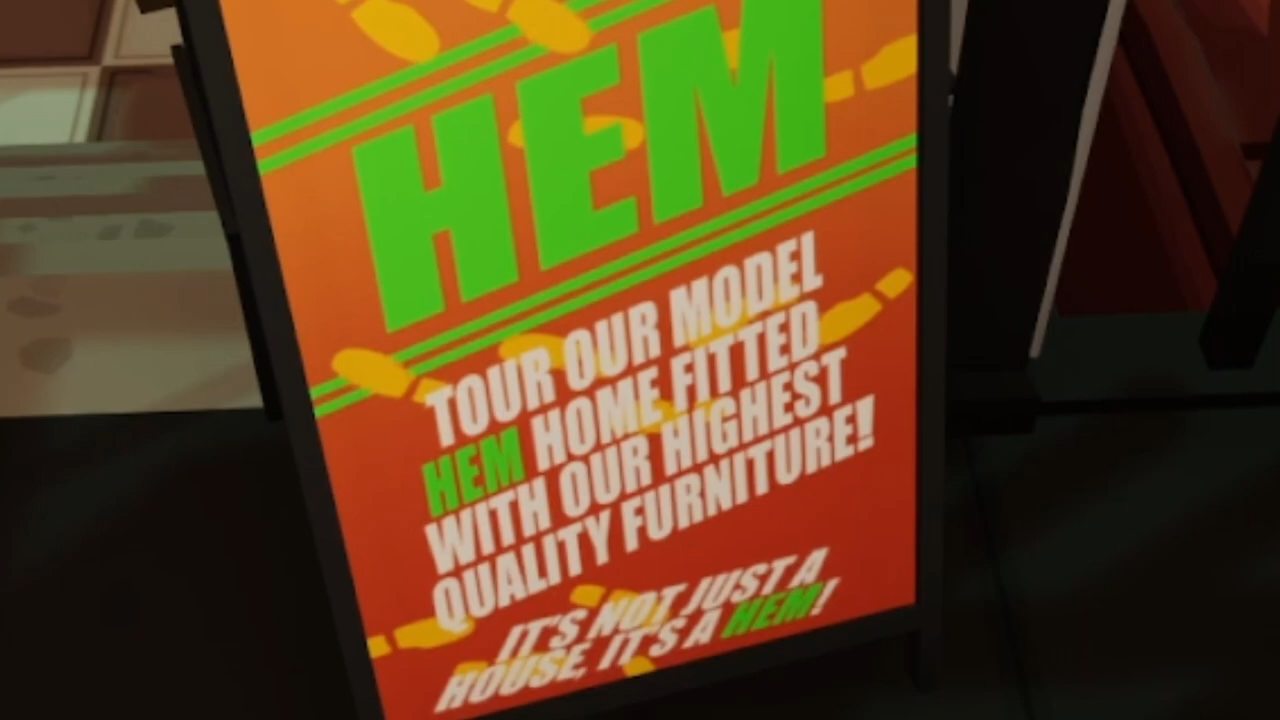 HEM
TOUR OUR MODEL
HEM HOME FITTED
WITH OUR HIGHEST
QUALITY FURNITURE!
IT'S NOT JUST A
HOUSE, IT'S A HEM!